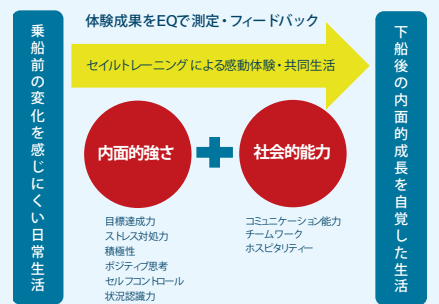 体験成果をEQで測定・フィードバック
乗船前の変化を感じにくい日常生活
セイルトレーニングによる感動体験・共同生活
下船後の内面的成長を自覚した生活
内面的強さ
社会的能力
目標達成力
ストレス対処力
積極性
ポジティブ思考
セルフコントロール
状況認識力
コミュニケーション能力
チームワーク
ホスピタリティー